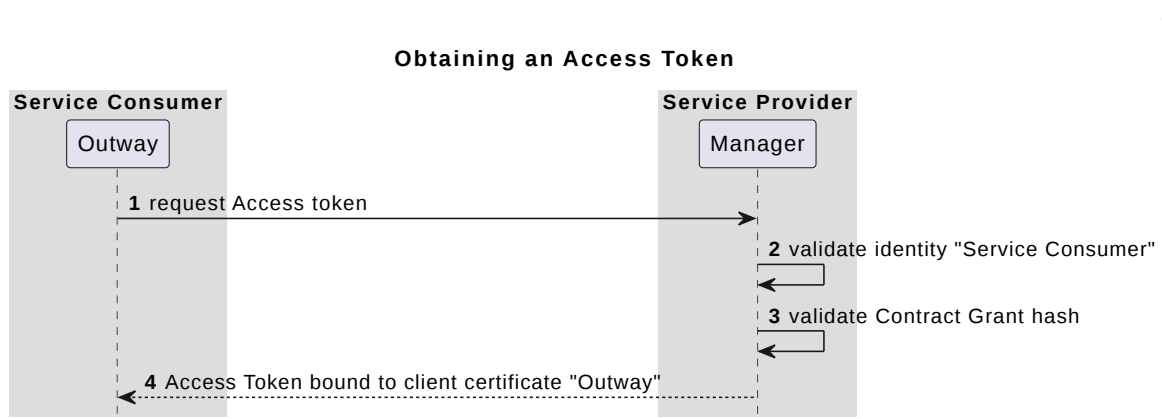 Obtaining an Access Token
Service Consumer
Service Provider
Outway
Manager
1 request Access token
2 validate identity "Service Consumer"
3 validate Contract Grant hash
4 Access Token bound to client certificate "Outway"